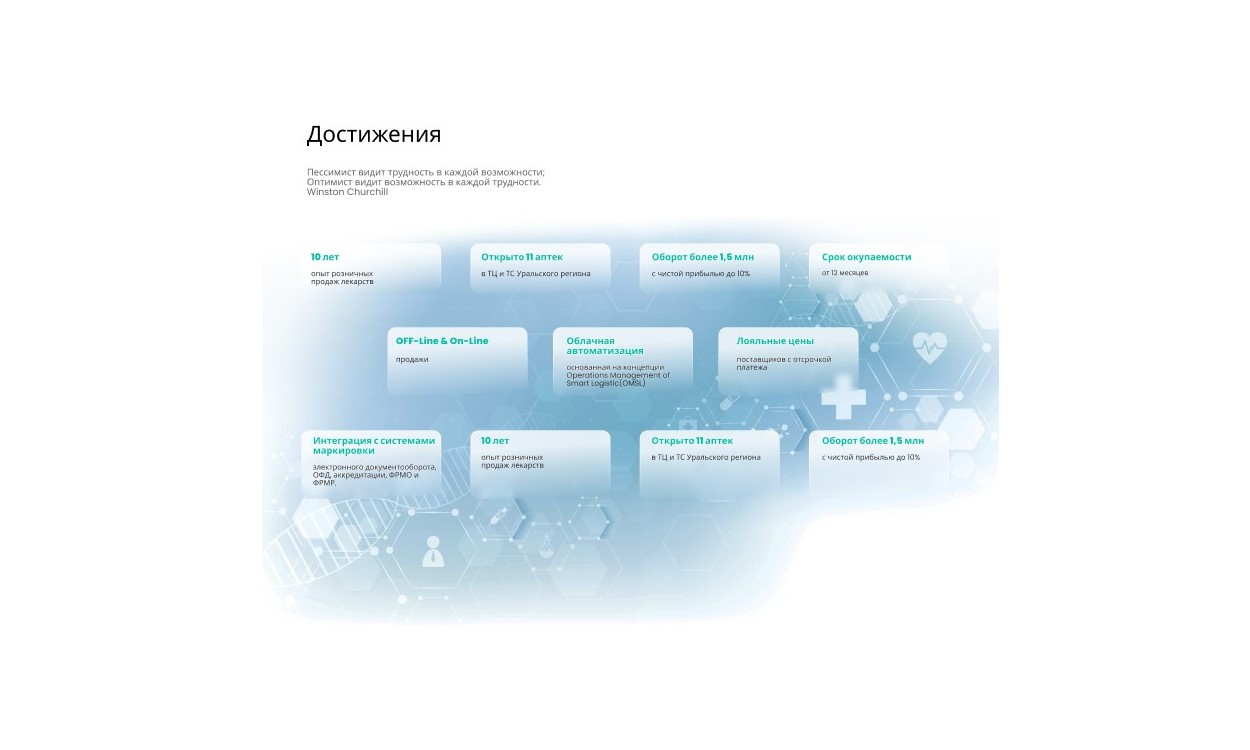 Достижения
Пессимист видит трудность в каждой возможности;
Оптимист видит возможность в каждой трудности.
Winston Churchill
10 лет
опыт розничных
продаж лекарств
Открыто 11 аптек
в ТЦ и ТС Уральского региона
Оборот более 1,5 млн
с чистой прибылью до 10%
Срок окупаемости
от 12 месяцев
OFF-Line & On-Line
продажи
Облачная
автоматизация
основанная на концепции
Operations Management of
Smart Logistic(OMSL)
Лояльные цены
поставщиков с отсрочкой
платежа
Интеграция с системами
маркировки
электронного документооборота,
ОФД, аккредитации, ФРМО и
ФРМР.
10 лет
опыт розничных
продаж лекарств
Открыто 11 аптек
в ТЦ и ТС Уральского региона
Оборот более 1,5 млн
с чистой прибылью до 10%